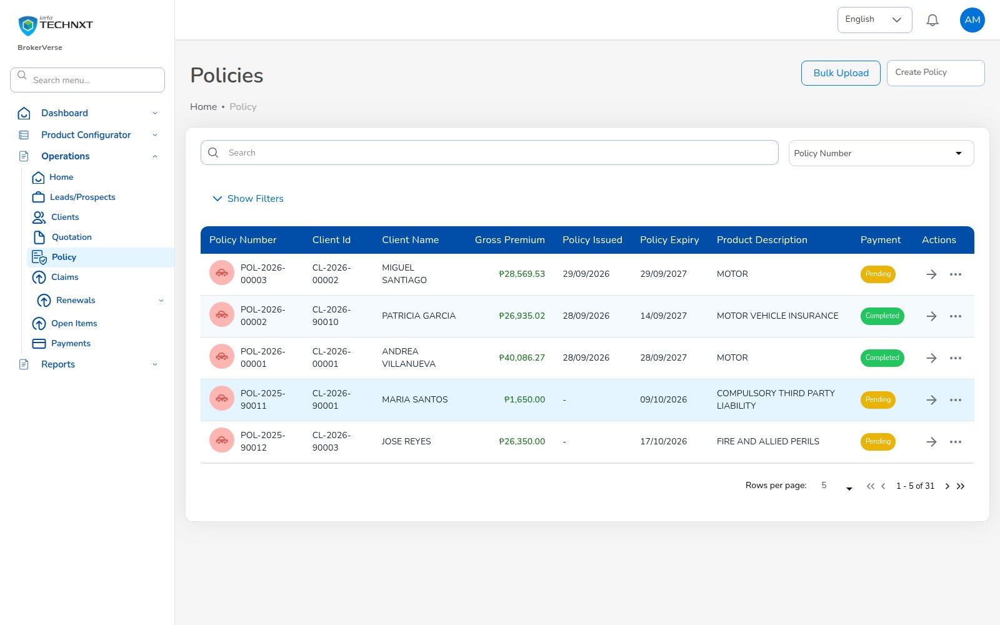 iorta
TECHNXT
BrokerVerse
Search menu...
Dashboard
Product Configurator
Operations
Home
Leads/Prospects
Clients
Quotation
Policy
Claims
Renewals
Open Items
Payments
Reports
English
AM
Policies
Bulk Upload
Create Policy
Home • Policy
Search
Policy Number
Show Filters
Policy Number Client Id Client Name Gross Premium Policy Issued Policy Expiry Product Description Payment Actions
POL-2026-
00003
CL-2026-
00002
MIGUEL
SANTIAGO
₱28,569.53
29/09/2026
29/09/2027
MOTOR
Pending
POL-2026-
00002
CL-2026-
90010
PATRICIA GARCIA
₱26,935.02
28/09/2026
14/09/2027
MOTOR VEHICLE INSURANCE
Completed
POL-2026-
00001
CL-2026-
00001
ANDREA
VILLANUEVA
₱40,086.27
28/09/2026
28/09/2027
MOTOR
Completed
POL-2025-
90011
CL-2026-
90001
MARIA SANTOS
₱1,650.00
-
09/10/2026
COMPULSORY THIRD PARTY
LIABILITY
Pending
POL-2025-
90012
CL-2026-
90003
JOSE REYES
₱26,350.00
-
17/10/2026
FIRE AND ALLIED PERILS
Pending
Rows per page: 5 1 - 5 of 31